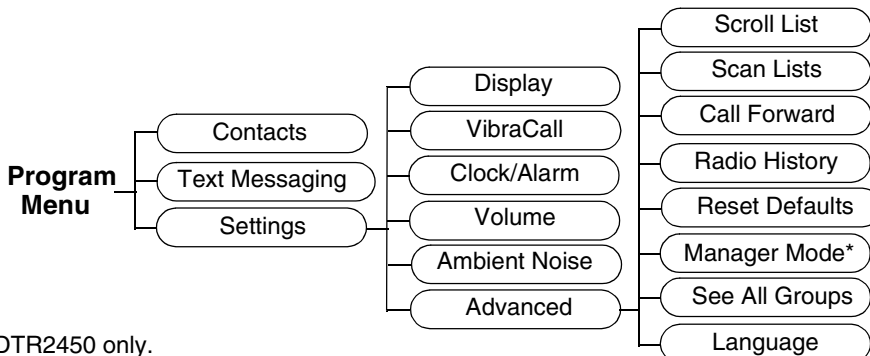 Program
Menu
Contacts
Text Messaging
Settings
Display
VibraCall
Clock/Alarm
Volume
Ambient Noise
Advanced
Scroll List
Scan Lists
Call Forward
Radio History
Reset Defaults
Manager Mode*
See All Groups
Language
DTR2450 only.